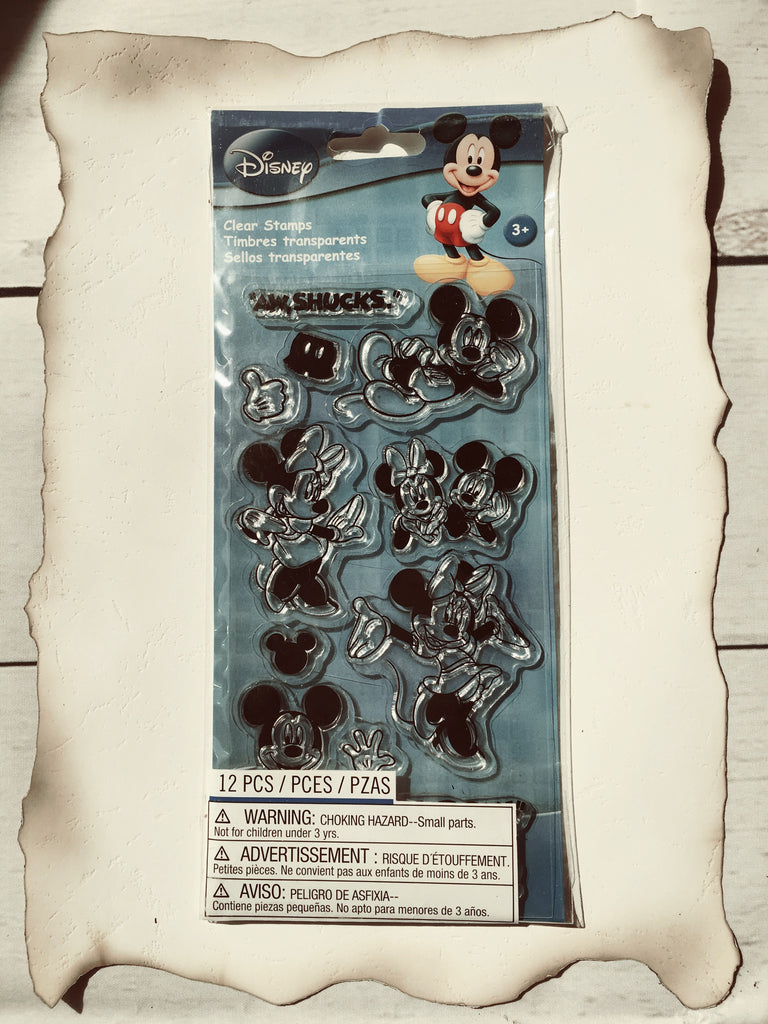 Disney
Clear Stamps
Timbres transparents
Sellos transparentes
3+
"AW, SHUCKS."
12 PCS / PCES / PZAS
WARNING: CHOKING HAZARD--Small parts.
Not for children under 3 yrs.
ADVERTISSEMENT : RISQUE D'ÉTOUFFEMENT.
Petites pièces. Ne convient pas aux enfants de moins de 3 ans.
AVISO: PELIGRO DE ASFIXIA--
Contiene piezas pequeñas. No apto para menores de 3 años.